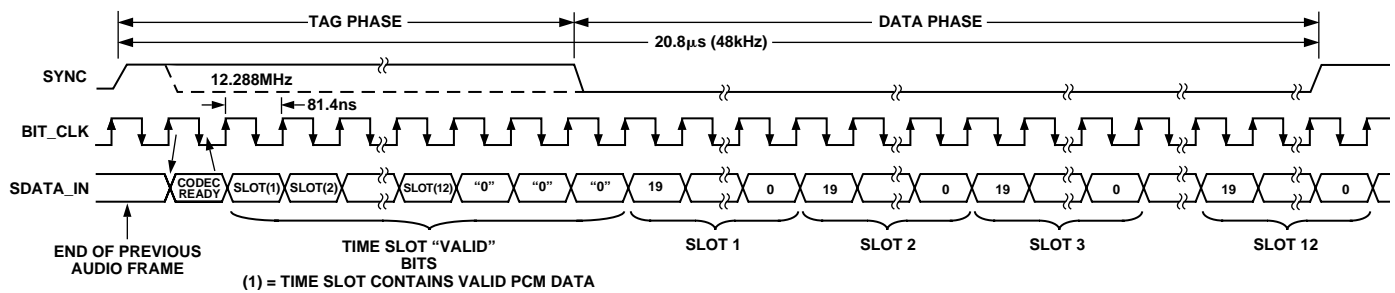 TAG PHASE
DATA PHASE
20.8µs (48kHz)
SYNC
12.288MHz
81.4ns
BIT_CLK
SDATA_IN
CODEC
READY
SLOT(1)
SLOT(2)
SLOT(12)
“0”
“0”
“0”
19
0
19
0
19
0
19
0
END OF PREVIOUS
AUDIO FRAME
TIME SLOT “VALID”
BITS
(1) = TIME SLOT CONTAINS VALID PCM DATA
SLOT 1
SLOT 2
SLOT 3
SLOT 12